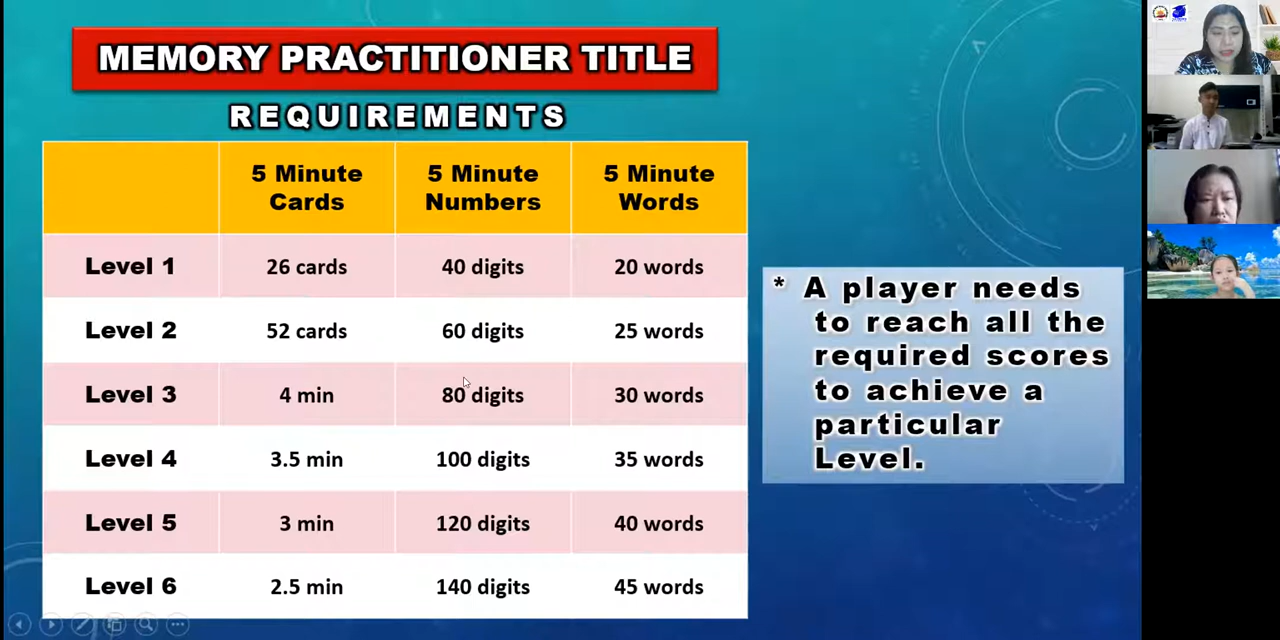 MEMORY PRACTITIONER TITLE
REQUIREMENTS
5 Minute Cards 5 Minute Numbers 5 Minute Words
Level 1 26 cards 40 digits 20 words
Level 2 52 cards 60 digits 25 words
Level 3 4 min 80 digits 30 words
Level 4 3.5 min 100 digits 35 words
Level 5 3 min 120 digits 40 words
Level 6 2.5 min 140 digits 45 words
* A player needs
to reach all the
required scores
to achieve a
particular
Level.